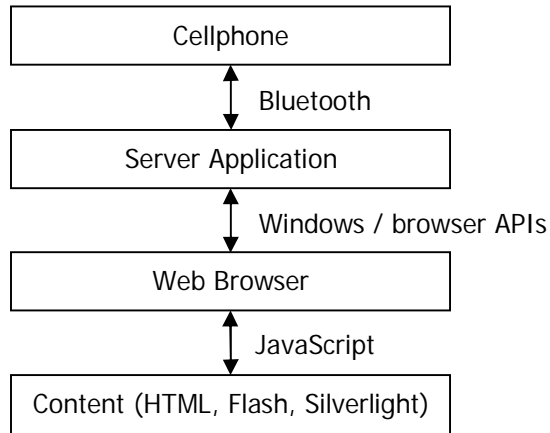 Cellphone
Bluetooth
Server Application
Windows / browser APIs
Web Browser
JavaScript
Content (HTML, Flash, Silverlight)